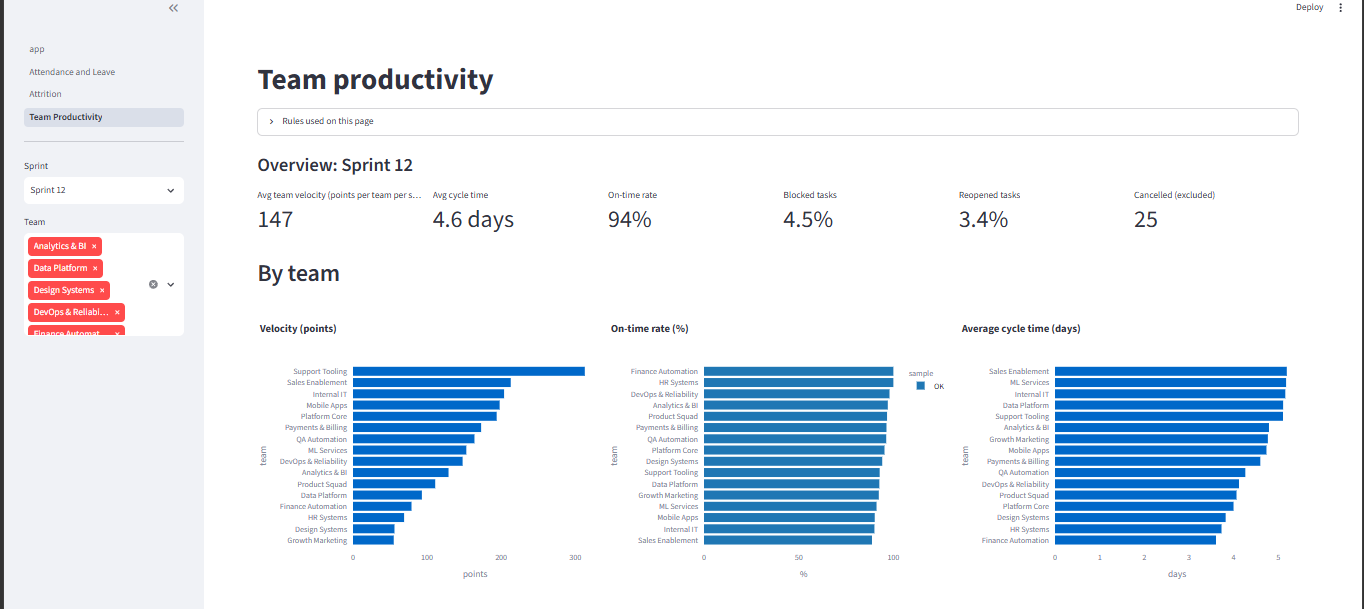 Deploy
app
Attendance and Leave
Attrition
Team Productivity
Sprint
Sprint 12
Team
Analytics & BI ×
Data Platform ×
Design Systems ×
DevOps & Reliabi... ×
Finance Automat... ×
Team productivity
Rules used on this page
Overview: Sprint 12
Avg team velocity (points per team per s...
147
Avg cycle time
4.6 days
On-time rate
94%
Blocked tasks
4.5%
Reopened tasks
3.4%
Cancelled (excluded)
25
By team
Velocity (points)
team
Support Tooling
Sales Enablement
Internal IT
Mobile Apps
Platform Core
Payments & Billing
QA Automation
ML Services
DevOps & Reliability
Analytics & BI
Product Squad
Data Platform
Finance Automation
HR Systems
Design Systems
Growth Marketing
0 100 200 300
points
On-time rate (%)
team
Finance Automation
HR Systems
DevOps & Reliability
Analytics & BI
Product Squad
Payments & Billing
QA Automation
Platform Core
Design Systems
Support Tooling
Data Platform
Growth Marketing
ML Services
Mobile Apps
Internal IT
Sales Enablement
0 50 100
%
sample
OK
Average cycle time (days)
team
Sales Enablement
ML Services
Internal IT
Data Platform
Support Tooling
Analytics & BI
Growth Marketing
Mobile Apps
Payments & Billing
QA Automation
DevOps & Reliability
Product Squad
Platform Core
Design Systems
HR Systems
Finance Automation
0 1 2 3 4 5
days